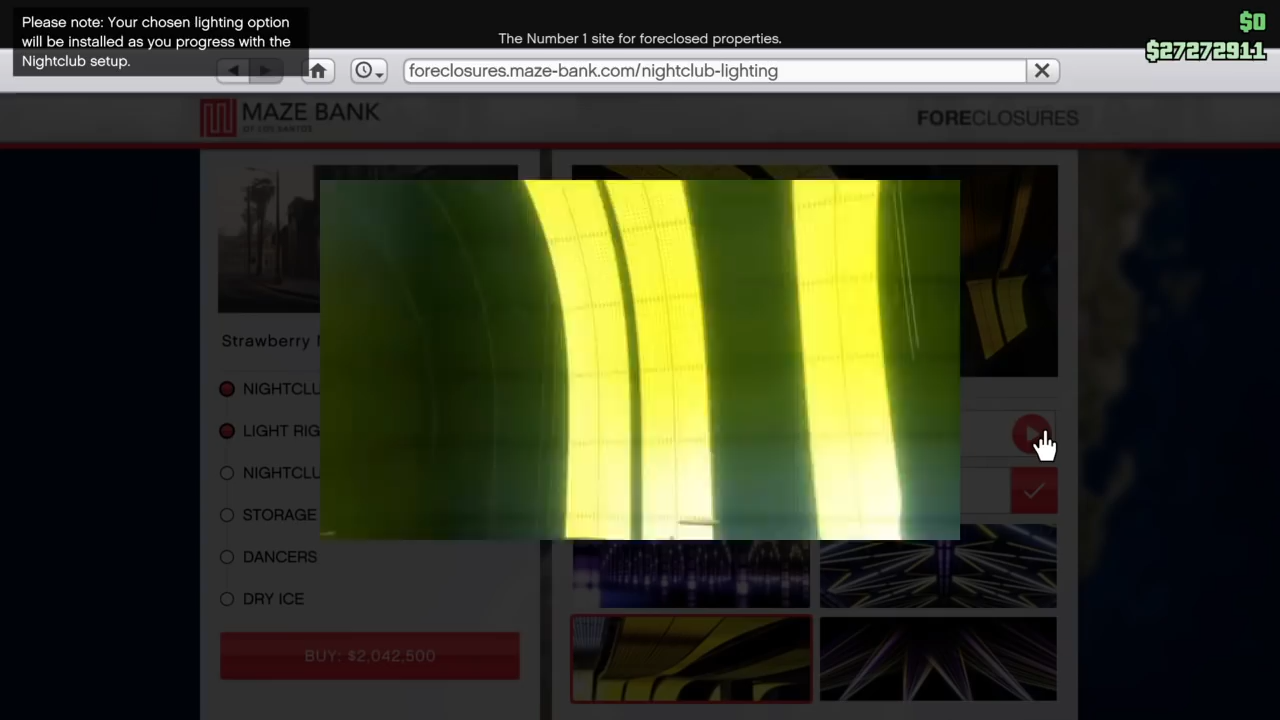 Please note: Your chosen lighting option
will be installed as you progress with the
Nightclub setup.
The Number 1 site for foreclosed properties.
$0
$27272911
foreclosures.maze-bank.com/nightclub-lighting
MAZE BANK
OF LOS SANTOS
FORECLOSURES
Strawberry
NIGHTCLU
LIGHT RIG
NIGHTCLU
STORAGE
DANCERS
DRY ICE
BUY: $2,042,500